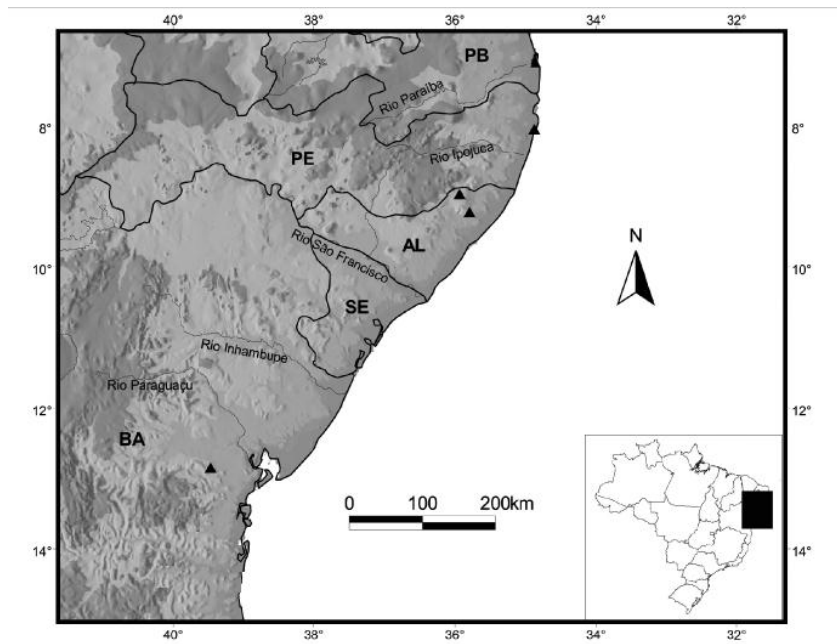 40° 38° 36° 34° 32°
PB
Rio Paraíba
8° 8°
PE
Rio Ipojuca
N
AL
Rio São Francisco
10° 10°
SE
Rio Inhambupe
Rio Paraguaçu
12° 12°
BA
0 100 200km
14° 14°
40° 38° 36° 34° 32°